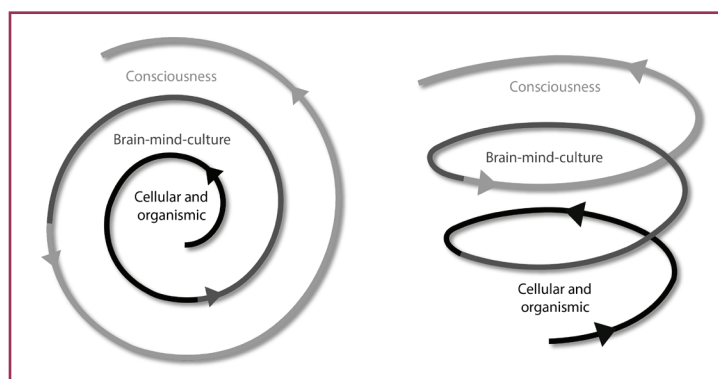 Consciousness
Brain-mind-culture
Cellular and
organismic
Consciousness
Brain-mind-culture
Cellular and
organismic